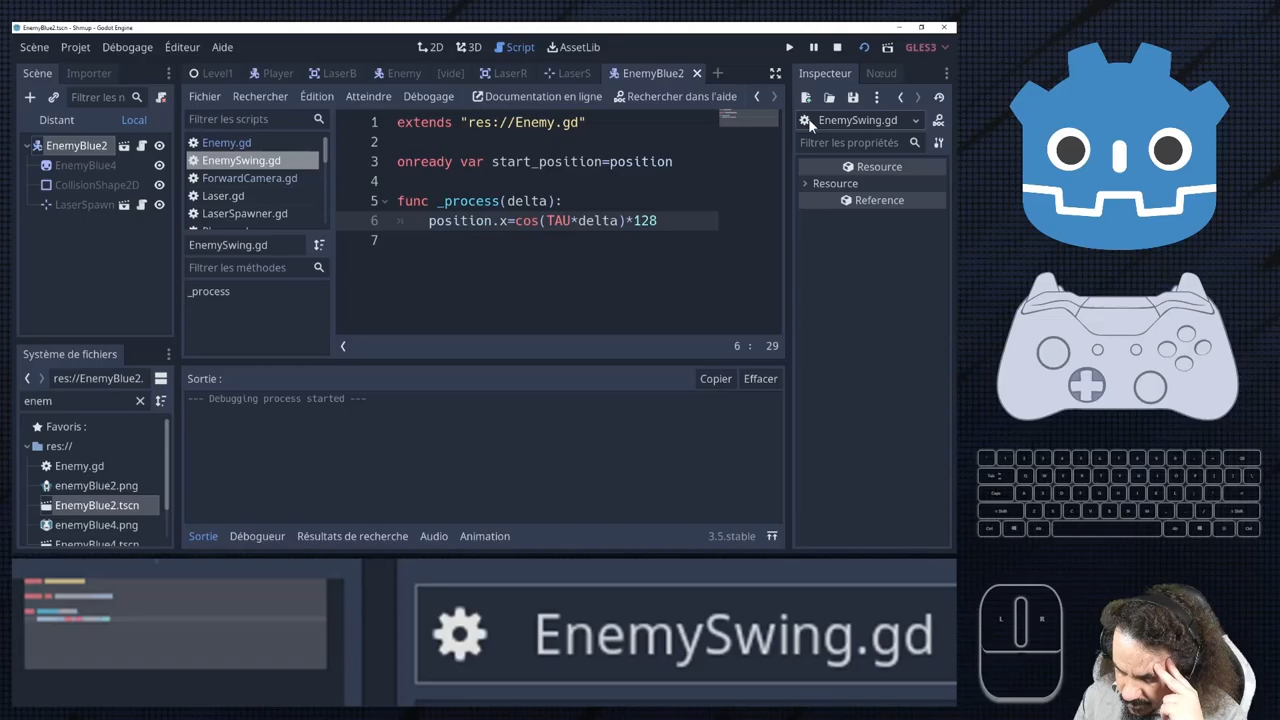 EnemyBlue2.tscn - Shmup - Godot Engine
Scène Projet Débogage Éditeur Aide
2D 3D Script AssetLib
GLES3
Scène Importer
Level1 Player LaserB Enemy [vide] LaserR LaserS EnemyBlue2
Inspecteur Nœud
Filtrer les n
Fichier Rechercher Édition Atteindre Débogage Documentation en ligne Rechercher dans l'aide
Distant Local
EnemyBlue2
EnemyBlue4
CollisionShape2D
LaserSpawn
Filtrer les scripts
Enemy.gd
EnemySwing.gd
ForwardCamera.gd
Laser.gd
LaserSpawner.gd
EnemySwing.gd
Filtrer les méthodes
_process
1 extends "res://Enemy.gd"
2
3 onready var start_position=position
4
5 func _process(delta):
6 position.x=cos(TAU*delta)*128
7
6 : 29
EnemySwing.gd
Filtrer les propriétés
Resource
Resource
Reference
Système de fichiers
res://EnemyBlue2.
enem
Favoris :
res://
Enemy.gd
enemyBlue2.png
EnemyBlue2.tscn
enemyBlue4.png
EnemyBlue4.tscn
Sortie :
Copier Effacer
--- Debugging process started ---
Sortie Débogueur Résultats de recherche Audio Animation 3.5.stable
EnemySwing.gd
L R